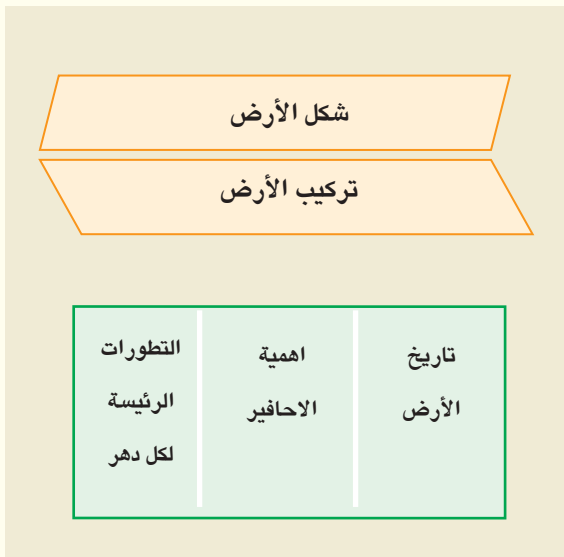 شكل الأرض
تركيب الأرض
تاريخ
الأرض
اهمية
الاحافير
التطورات
الرئيسة
لكل دهر